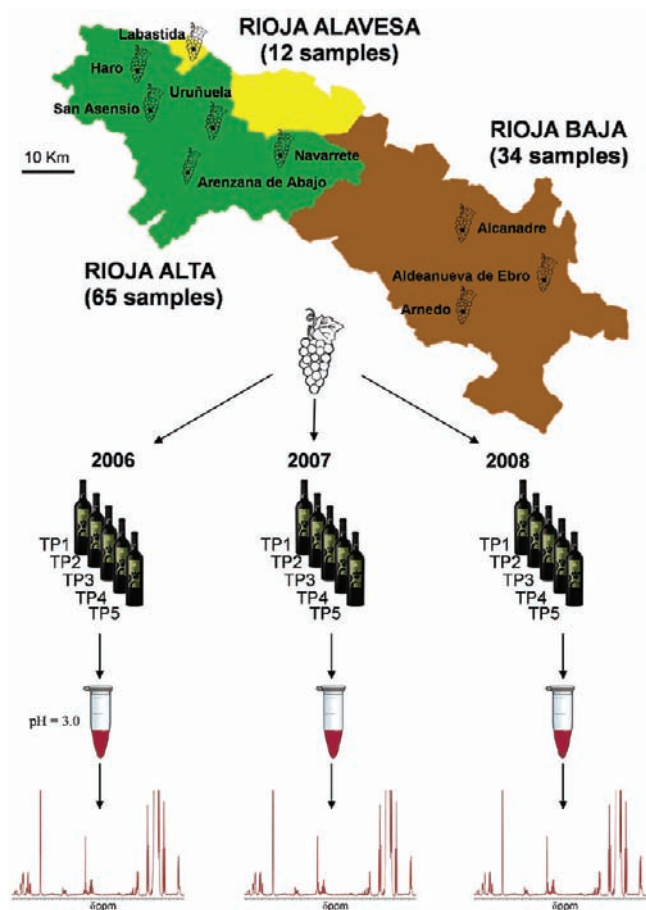 RIOJA ALAVESA
(12 samples)
Labastida
Haro
Uruñuela
San Asensio
10 Km
Navarrete
Arenzana de Abajo
RIOJA BAJA
(34 samples)
Alcanadre
Aldeanueva de Ebro
Arnedo
RIOJA ALTA
(65 samples)
2006
2007
2008
TP1
TP2
TP3
TP4
TP5
TP1
TP2
TP3
TP4
TP5
TP1
TP2
TP3
TP4
TP5
pH = 3.0
δppm
δppm
δppm